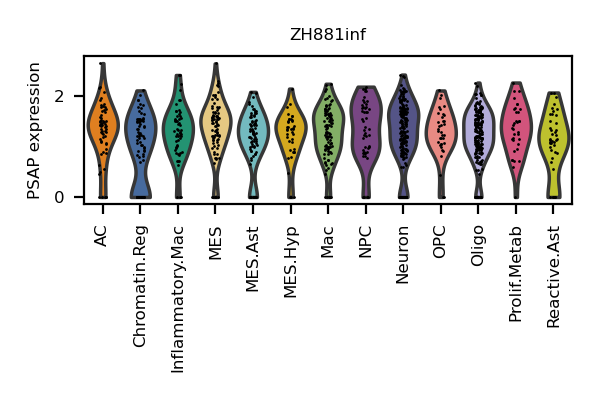 ZH881inf
PSAP expression
2
0
AC
Chromatin.Reg
Inflammatory.Mac
MES
MES.Ast
MES.Hyp
Mac
NPC
Neuron
OPC
Oligo
Prolif.Metab
Reactive.Ast